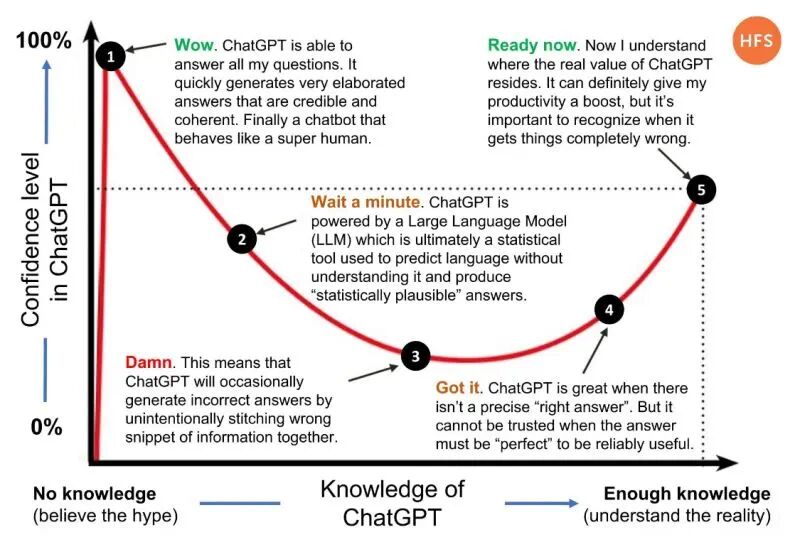 HFS
100%
Confidence level
in ChatGPT
0%
1
Wow. ChatGPT is able to
answer all my questions. It
quickly generates very elaborated
answers that are credible and
coherent. Finally a chatbot that
behaves like a super human.
2
Wait a minute. ChatGPT is
powered by a Large Language Model
(LLM) which is ultimately a statistical
tool used to predict language without
understanding it and produce
“statistically plausible” answers.
3
Damn. This means that
ChatGPT will occasionally
generate incorrect answers by
unintentionally stitching wrong
snippet of information together.
4
Got it. ChatGPT is great when there
isn’t a precise “right answer”. But it
cannot be trusted when the answer
must be “perfect” to be reliably useful.
5
Ready now. Now I understand
where the real value of ChatGPT
resides. It can definitely give my
productivity a boost, but it’s
important to recognize when it
gets things completely wrong.
No knowledge
(believe the hype)
Knowledge of
ChatGPT
Enough knowledge
(understand the reality)